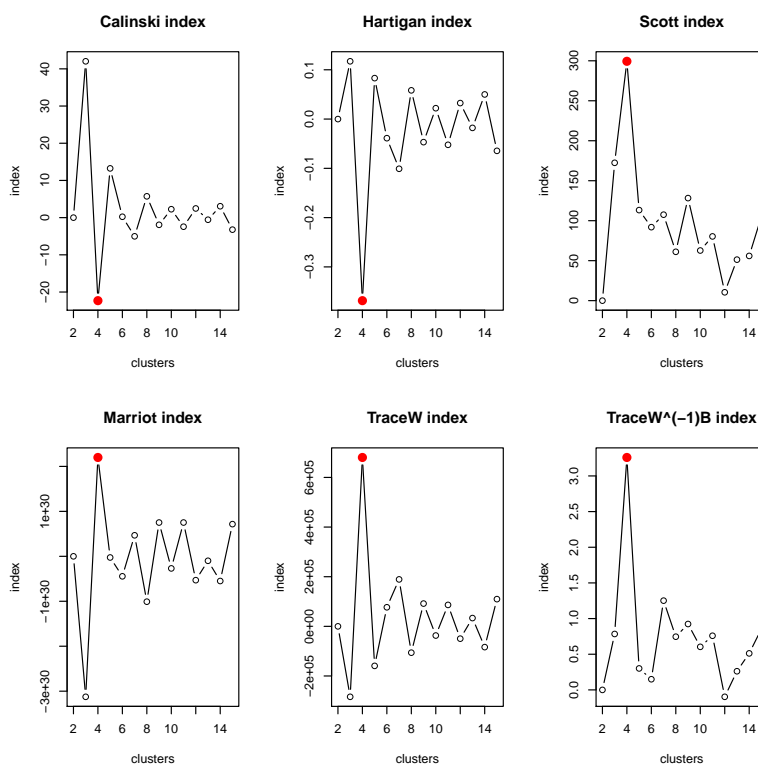 Calinski index
index
−20
−10
0
10
20
30
40
2
4
6
8
10
14
clusters
Hartigan index
index
−0.3
−0.2
−0.1
0.0
0.1
2
4
6
8
10
14
clusters
Scott index
index
0
50
100
150
200
250
300
2
4
6
8
10
14
clusters
Marriot index
index
−3e+30
−1e+30
1e+30
2
4
6
8
10
14
clusters
TraceW index
index
−2e+05
0e+00
2e+05
4e+05
6e+05
2
4
6
8
10
14
clusters
TraceW^(−1)B index
index
0.0
0.5
1.0
1.5
2.0
2.5
3.0
2
4
6
8
10
14
clusters